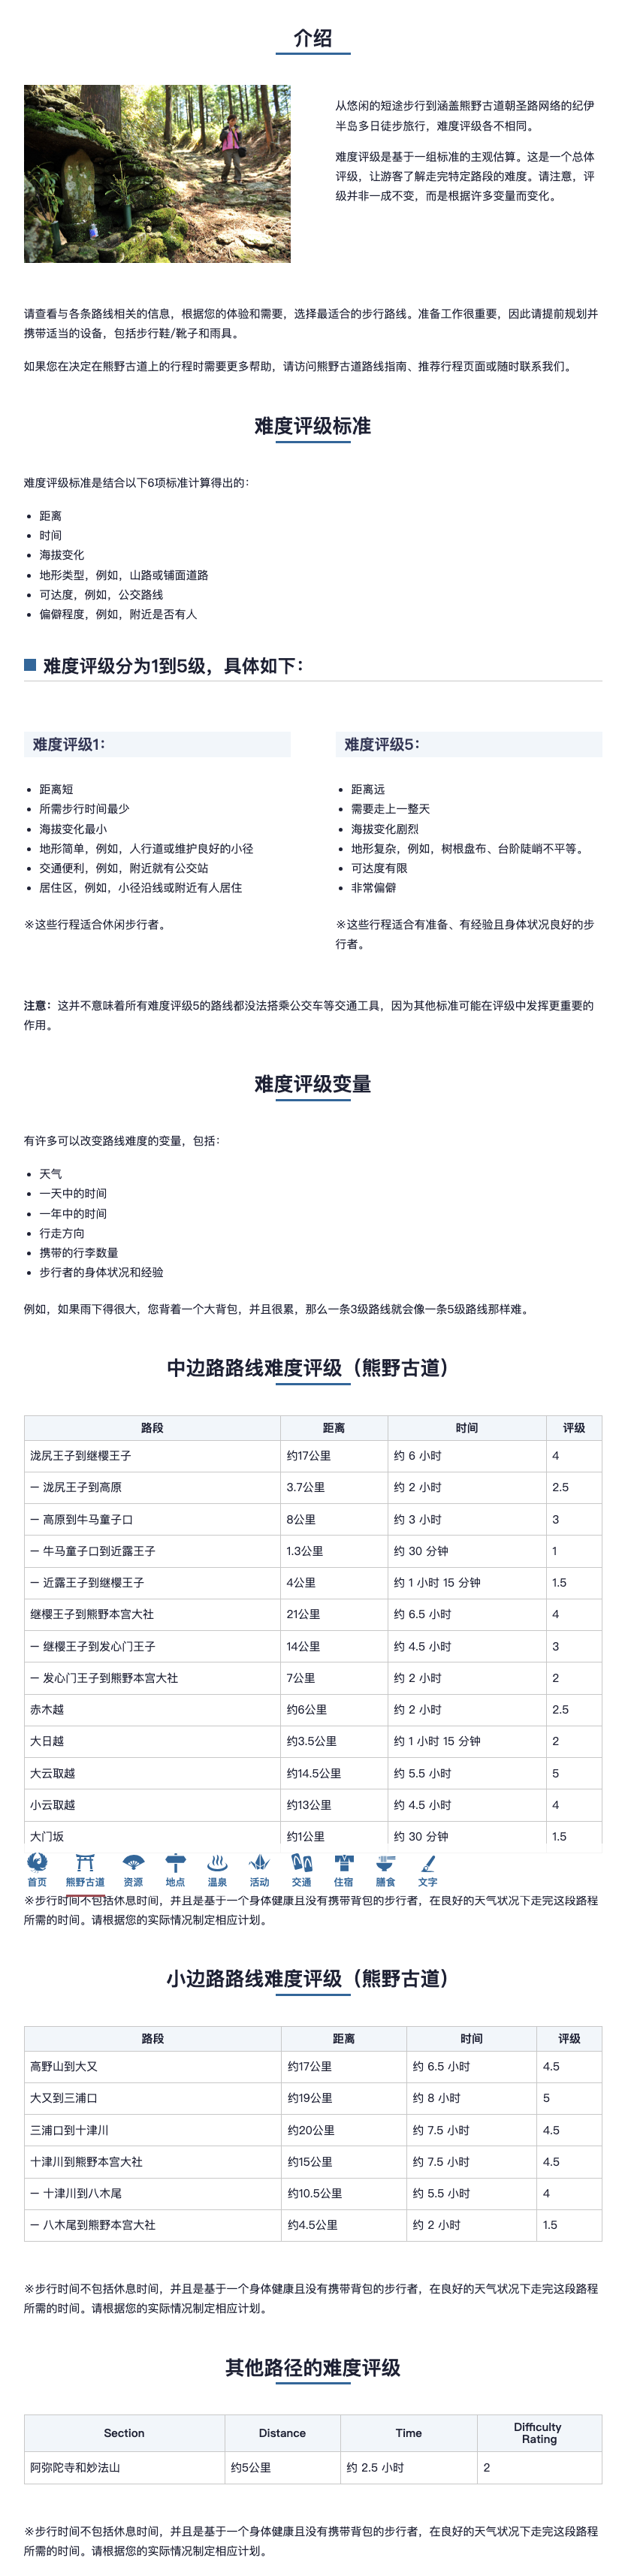 介绍
从悠闲的短途步行到涵盖熊野古道朝圣路网络的纪伊
半岛多日徒步旅行，难度评级各不相同。
难度评级是基于一组标准的主观估算。这是一个总体
评级，让游客了解走完特定路段的难度。请注意，评
级并非一成不变，而是根据许多变量而变化。
请查看与各条路线相关的信息，根据您的体验和需要，选择最适合的步行路线。准备工作很重要，因此请提前规划并
携带适当的设备，包括步行鞋/靴子和雨具。
如果您在决定在熊野古道上的行程时需要更多帮助，请访问熊野古道路线指南、推荐行程页面或随时联系我们。
难度评级标准
难度评级标准是结合以下6项标准计算得出的：
• 距离
• 时间
• 海拔变化
• 地形类型，例如，山路或铺面道路
• 可达度，例如，公交路线
• 偏僻程度，例如，附近是否有人
难度评级分为1到5级，具体如下：
难度评级1：
• 距离短
• 所需步行时间最少
• 海拔变化最小
• 地形简单，例如，人行道或维护良好的小径
• 交通便利，例如，附近就有公交站
• 居住区，例如，小径沿线或附近有人居住
※这些行程适合休闲步行者。
难度评级5：
• 距离远
• 需要走上一整天
• 海拔变化剧烈
• 地形复杂，例如，树根盘布、台阶陡峭不平等。
• 可达度有限
• 非常偏僻
※这些行程适合有准备、有经验且身体状况良好的步
行者。
注意：这并不意味着所有难度评级5的路线都没法搭乘公交车等交通工具，因为其他标准可能在评级中发挥更重要的
作用。
难度评级变量
有许多可以改变路线难度的变量，包括：
• 天气
• 一天中的时间
• 一年中的时间
• 行走方向
• 携带的行李数量
• 步行者的身体状况和经验
例如，如果雨下得很大，您背着一个大背包，并且很累，那么一条3级路线就会像一条5级路线那样难。
中边路路线难度评级（熊野古道）
路段 距离 时间 评级
泷尻王子到继樱王子 约17公里 约 6 小时 4
— 泷尻王子到高原 3.7公里 约 2 小时 2.5
— 高原到牛马童子口 8公里 约 3 小时 3
— 牛马童子口到近露王子 1.3公里 约 30 分钟 1
— 近露王子到继樱王子 4公里 约 1 小时 15 分钟 1.5
继樱王子到熊野本宫大社 21公里 约 6.5 小时 4
— 继樱王子到发心门王子 14公里 约 4.5 小时 3
— 发心门王子到熊野本宫大社 7公里 约 2 小时 2
赤木越 约6公里 约 2 小时 2.5
大日越 约3.5公里 约 1 小时 15 分钟 2
大云取越 约14.5公里 约 5.5 小时 5
小云取越 约13公里 约 4.5 小时 4
大门坂 约1公里 约 30 分钟 1.5
首页 熊野古道 资源 地点 温泉 活动 交通 住宿 膳食 文字
※步行时间不包括休息时间，并且是基于一个身体健康且没有携带背包的步行者，在良好的天气状况下走完这段路程
所需的时间。请根据您的实际情况制定相应计划。
小边路路线难度评级（熊野古道）
路段 距离 时间 评级
高野山到大又 约17公里 约 6.5 小时 4.5
大又到三浦口 约19公里 约 8 小时 5
三浦口到十津川 约20公里 约 7.5 小时 4.5
十津川到熊野本宫大社 约15公里 约 7.5 小时 4.5
— 十津川到八木尾 约10.5公里 约 5.5 小时 4
— 八木尾到熊野本宫大社 约4.5公里 约 2 小时 1.5
※步行时间不包括休息时间，并且是基于一个身体健康且没有携带背包的步行者，在良好的天气状况下走完这段路程
所需的时间。请根据您的实际情况制定相应计划。
其他路径的难度评级
Section Distance Time Difficulty
Rating
阿弥陀寺和妙法山 约5公里 约 2.5 小时 2
※步行时间不包括休息时间，并且是基于一个身体健康且没有携带背包的步行者，在良好的天气状况下走完这段路程
所需的时间。请根据您的实际情况制定相应计划。